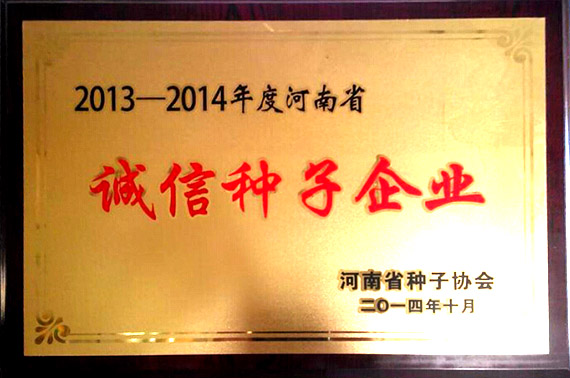 2013—2014年度河南省
诚信种子企业
河南省种子协会
二〇一四年十月